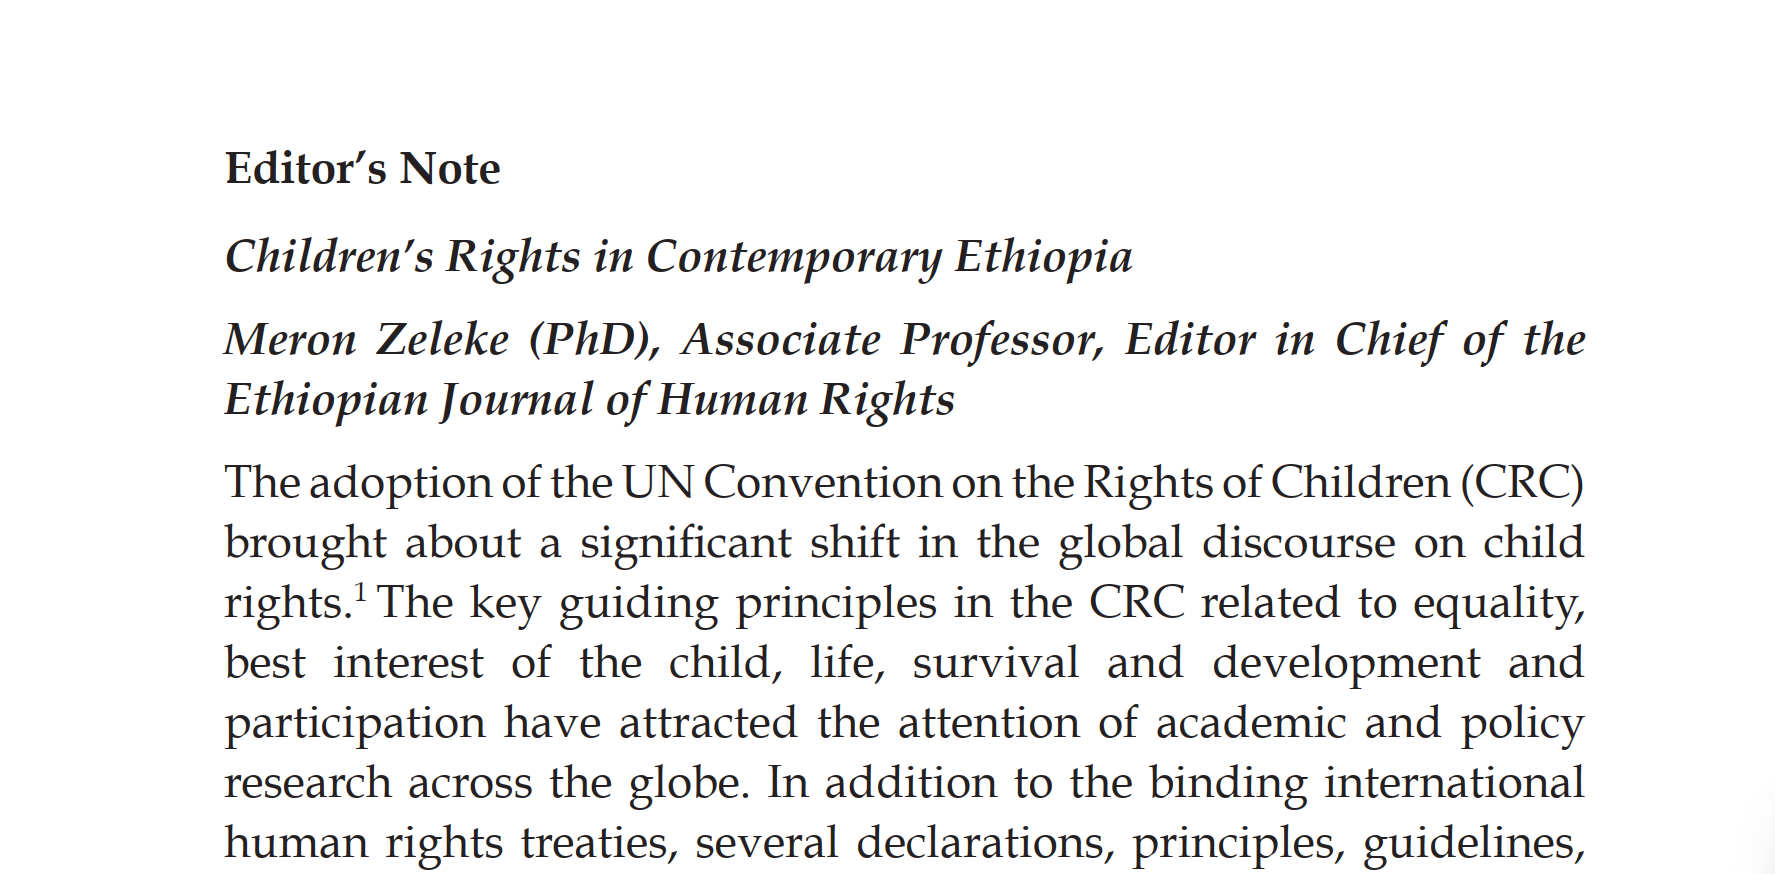 Editor’s Note
Children’s Rights in Contemporary Ethiopia
Meron Zeleke (PhD), Associate Professor, Editor in Chief of the
Ethiopian Journal of Human Rights
The adoption of the UN Convention on the Rights of Children (CRC)
brought about a significant shift in the global discourse on child
rights.¹ The key guiding principles in the CRC related to equality,
best interest of the child, life, survival and development and
participation have attracted the attention of academic and policy
research across the globe. In addition to the binding international
human rights treaties, several declarations, principles, guidelines,